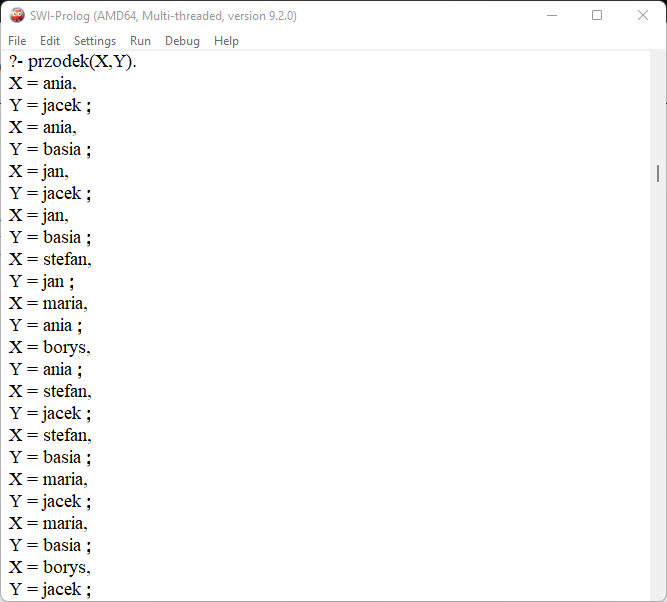 SWI-Prolog (AMD64, Multi-threaded, version 9.2.0)
File Edit Settings Run Debug Help
?- przodek(X,Y).
X = ania,
Y = jacek ;
X = ania,
Y = basia ;
X = jan,
Y = jacek ;
X = jan,
Y = basia ;
X = stefan,
Y = jan ;
X = maria,
Y = ania ;
X = borys,
Y = ania ;
X = stefan,
Y = jacek ;
X = stefan,
Y = basia ;
X = maria,
Y = jacek ;
X = maria,
Y = basia ;
X = borys,
Y = jacek ;